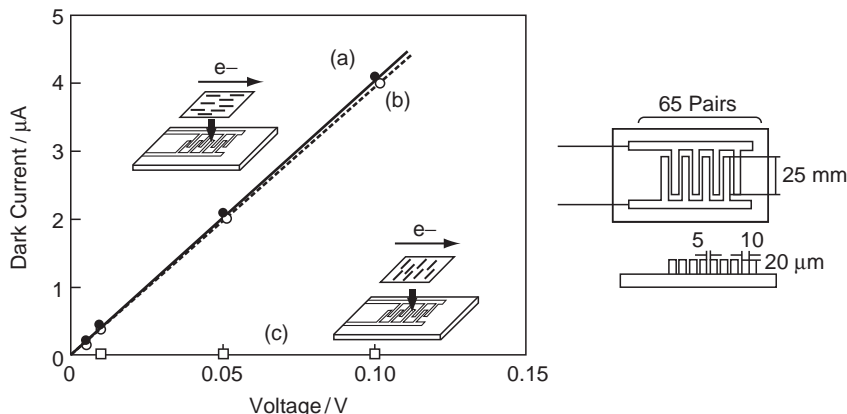 5
4
3
2
1
0
Dark Current / μA
0
0.05
0.10
0.15
Voltage / V
e−
(a)
(b)
e−
(c)
65 Pairs
25 mm
5
10
20 μm